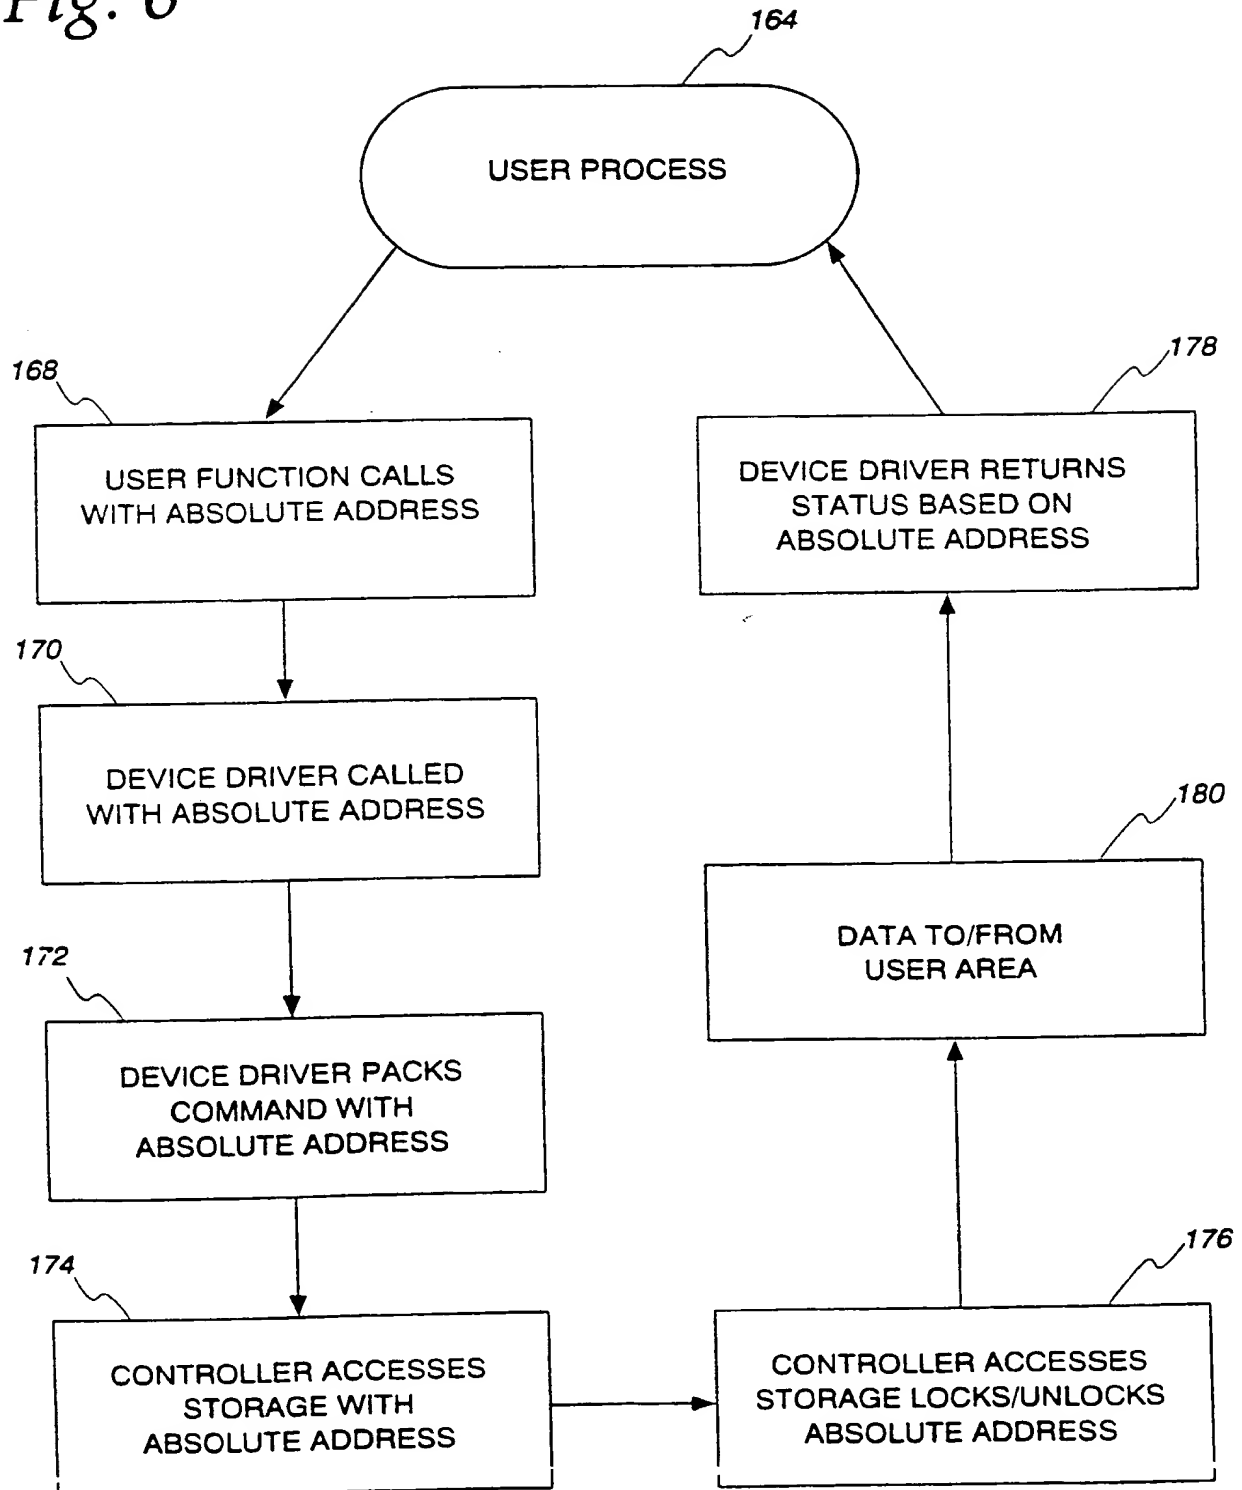 Fig. 6
164
USER PROCESS
168
USER FUNCTION CALLS
WITH ABSOLUTE ADDRESS
178
DEVICE DRIVER RETURNS
STATUS BASED ON
ABSOLUTE ADDRESS
170
DEVICE DRIVER CALLED
WITH ABSOLUTE ADDRESS
180
DATA TO/FROM
USER AREA
172
DEVICE DRIVER PACKS
COMMAND WITH
ABSOLUTE ADDRESS
174
CONTROLLER ACCESSES
STORAGE WITH
ABSOLUTE ADDRESS
176
CONTROLLER ACCESSES
STORAGE LOCKS/UNLOCKS
ABSOLUTE ADDRESS